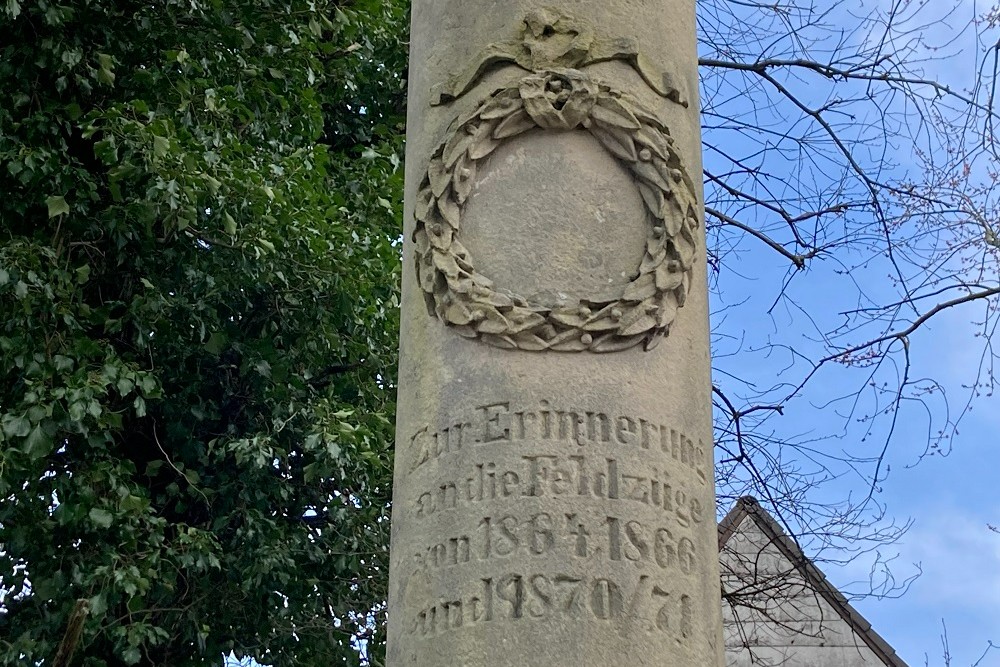 Zur Erinnerung
an die Feldzüge
von 1864, 1866
und 1870/71